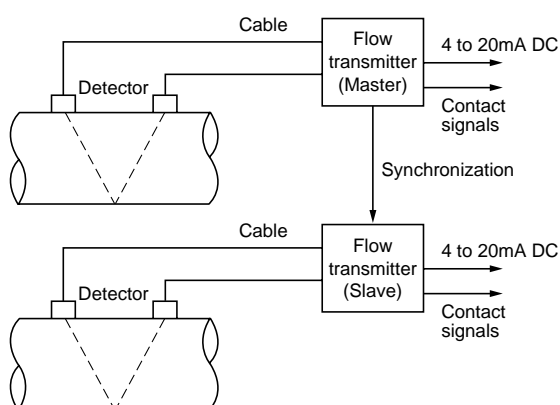 Cable
Flow
transmitter
(Master)
4 to 20mA DC
Detector
Contact
signals
Synchronization
Cable
Flow
transmitter
(Slave)
4 to 20mA DC
Detector
Contact
signals